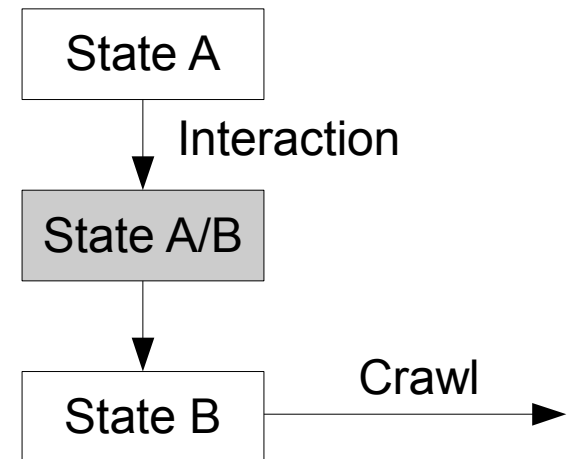 State A
Interaction
State A/B
Crawl
State B